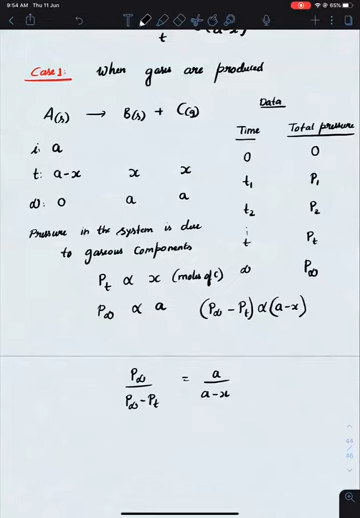 9:54 AM Thu 11 Jun
t (a-x)
Case 1: When gases are produced
A(s) → B(s) + C(g)
Data
Time Total pressure
i: a
0 0
t: a-x x x
t₁ P₁
∞: 0 a a
t₂ P₂
Pressure in the system is due
to gaseous components
⋮
t Pₜ
∞ P∞
Pₜ ∝ x (moles of C)
P∞ ∝ a (P∞ - Pₜ) ∝ (a-x)
P∞ / P∞ - Pₜ = a / a-x
44
45